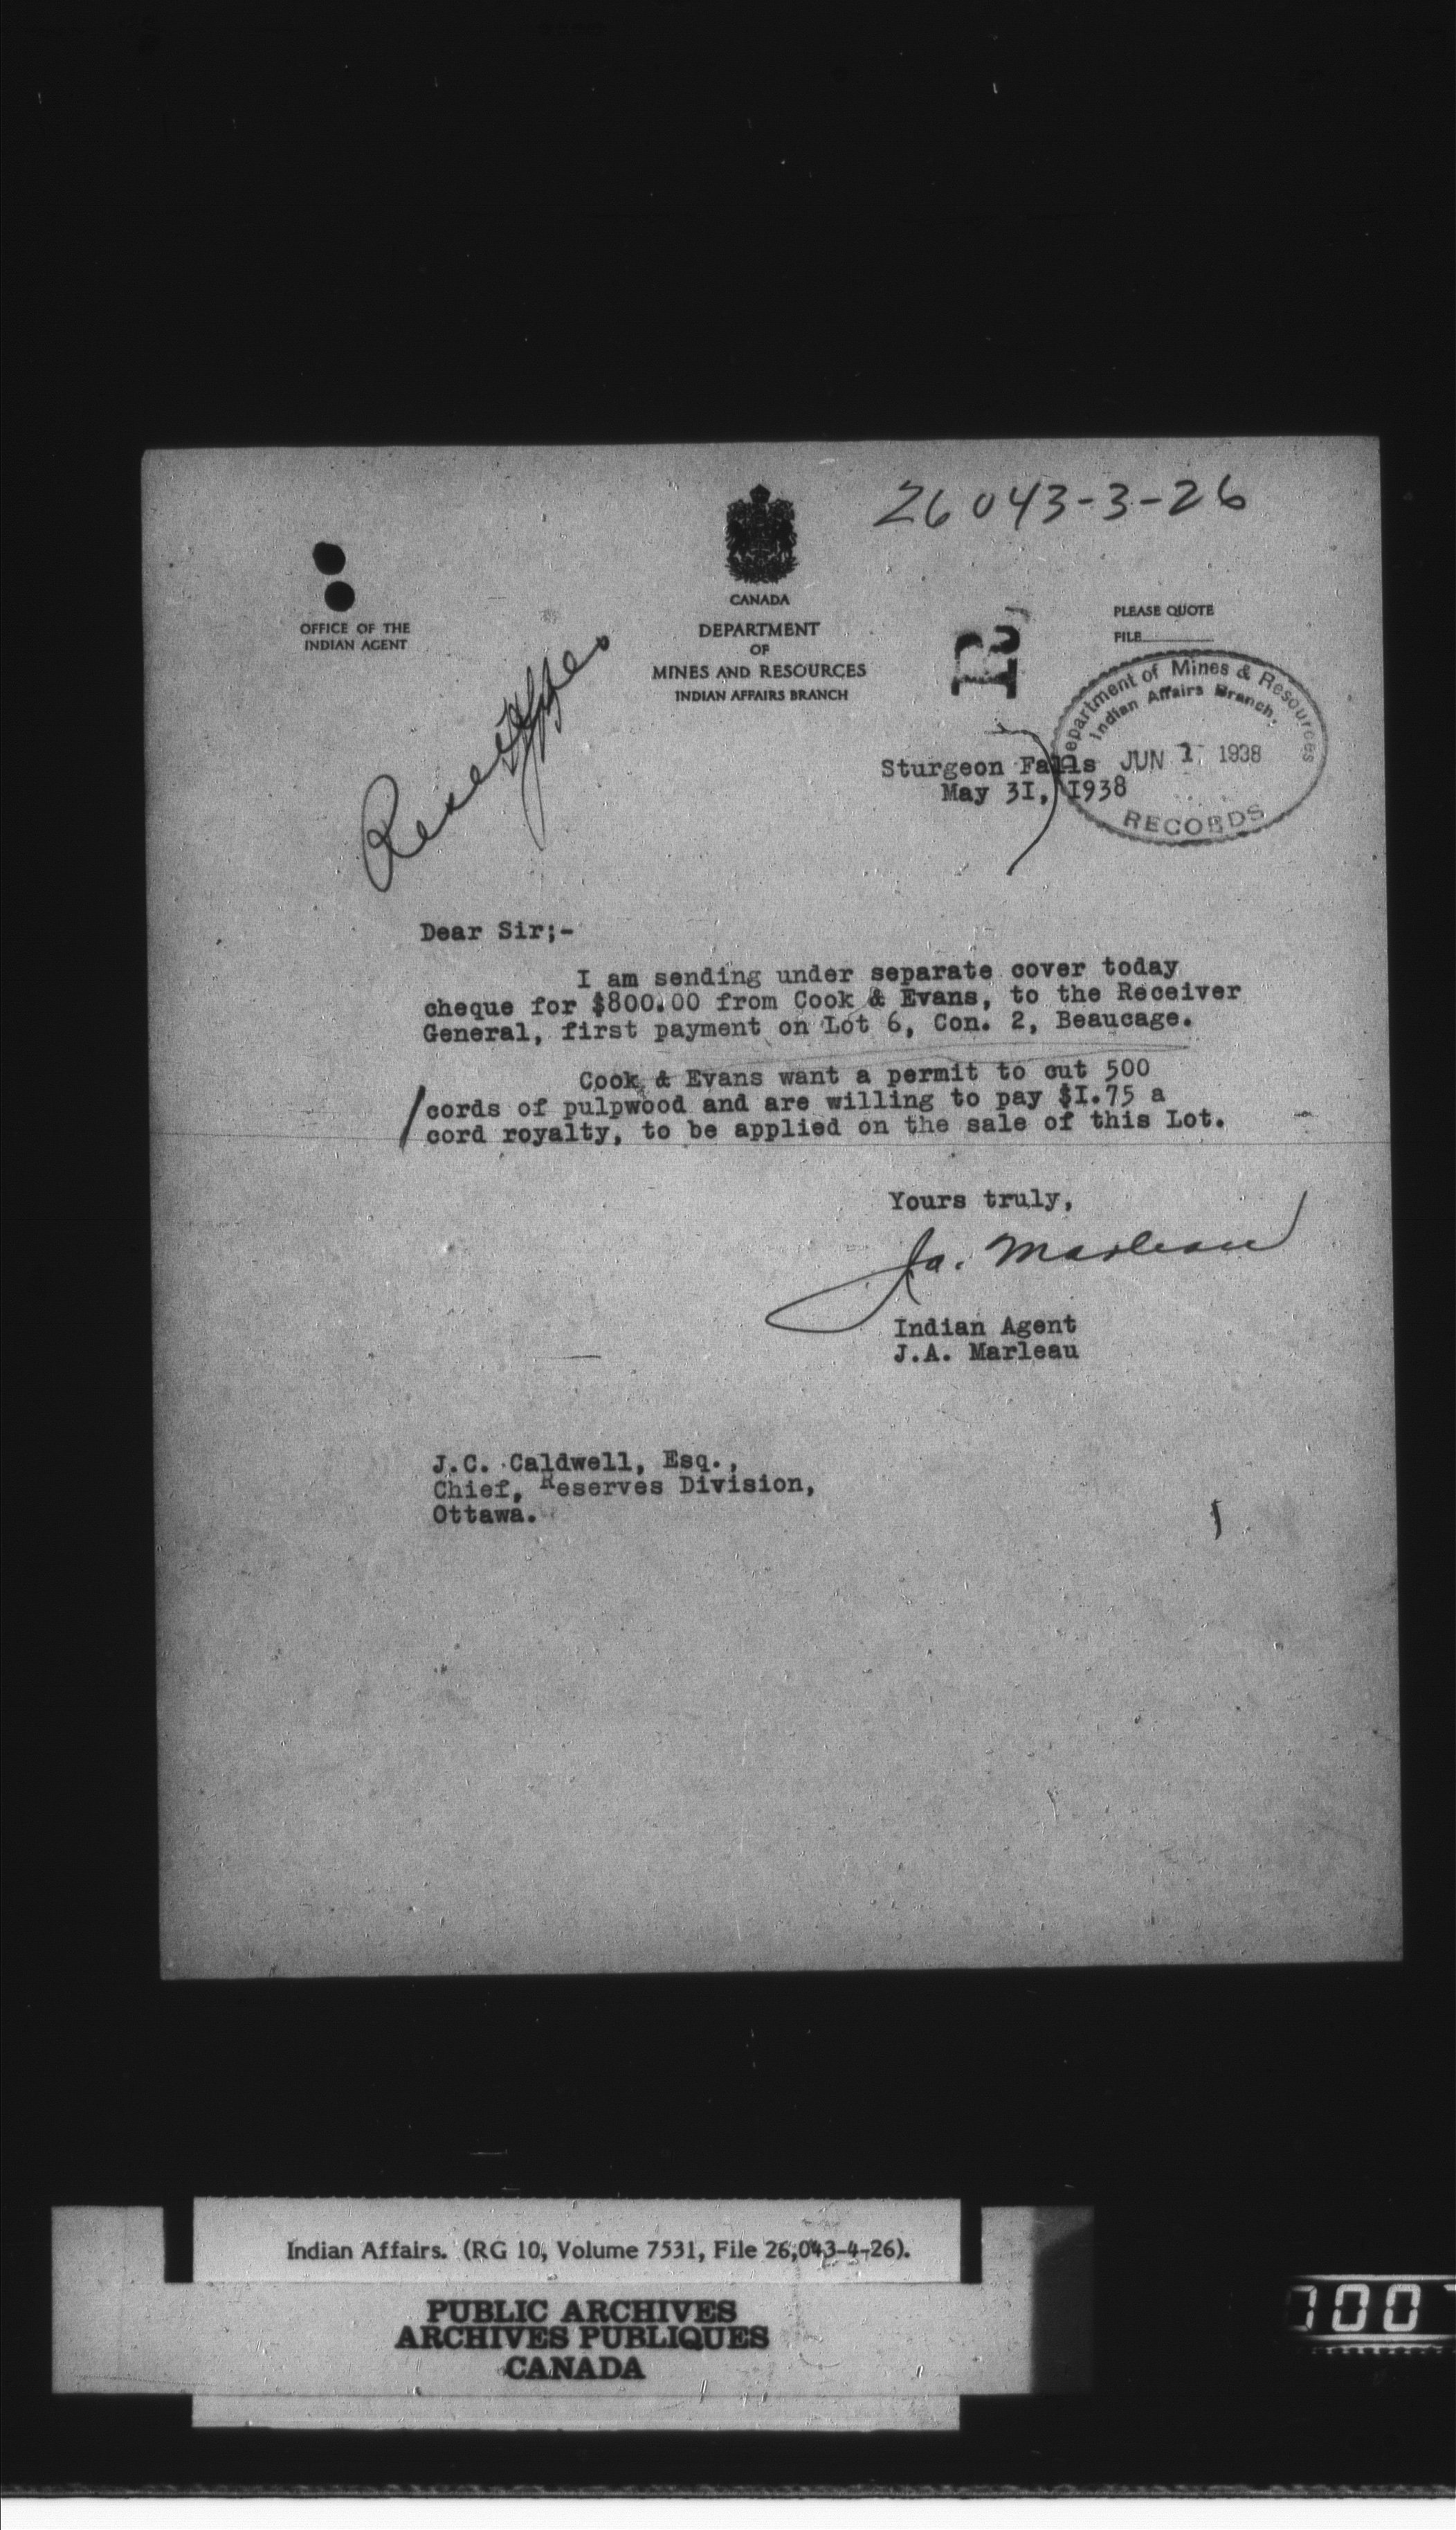 26043-3-26
CANADA
OFFICE OF THE
INDIAN AGENT
DEPARTMENT
OF
MINES AND RESOURCES
INDIAN AFFAIRS BRANCH
PLEASE QUOTE
FILE
R
Department of Mines & Resources
Indian Affairs Branch.
JUN 1 1938
RECORDS
Sturgeon Falls
May 3I, I938
Dear Sir;-
I am sending under separate cover today
cheque for $800.00 from Cook & Evans, to the Receiver
General, first payment on Lot 6, Con. 2, Beaucage.
Cook & Evans want a permit to cut 500
cords of pulpwood and are willing to pay $I.75 a
cord royalty, to be applied on the sale of this Lot.
Yours truly,
J.a. Marleau
Indian Agent
J.A. Marleau
J.C. Caldwell, Esq.,
Chief, Reserves Division,
Ottawa.
Indian Affairs. (RG 10, Volume 7531, File 26,043-4-26).
PUBLIC ARCHIVES
ARCHIVES PUBLIQUES
CANADA